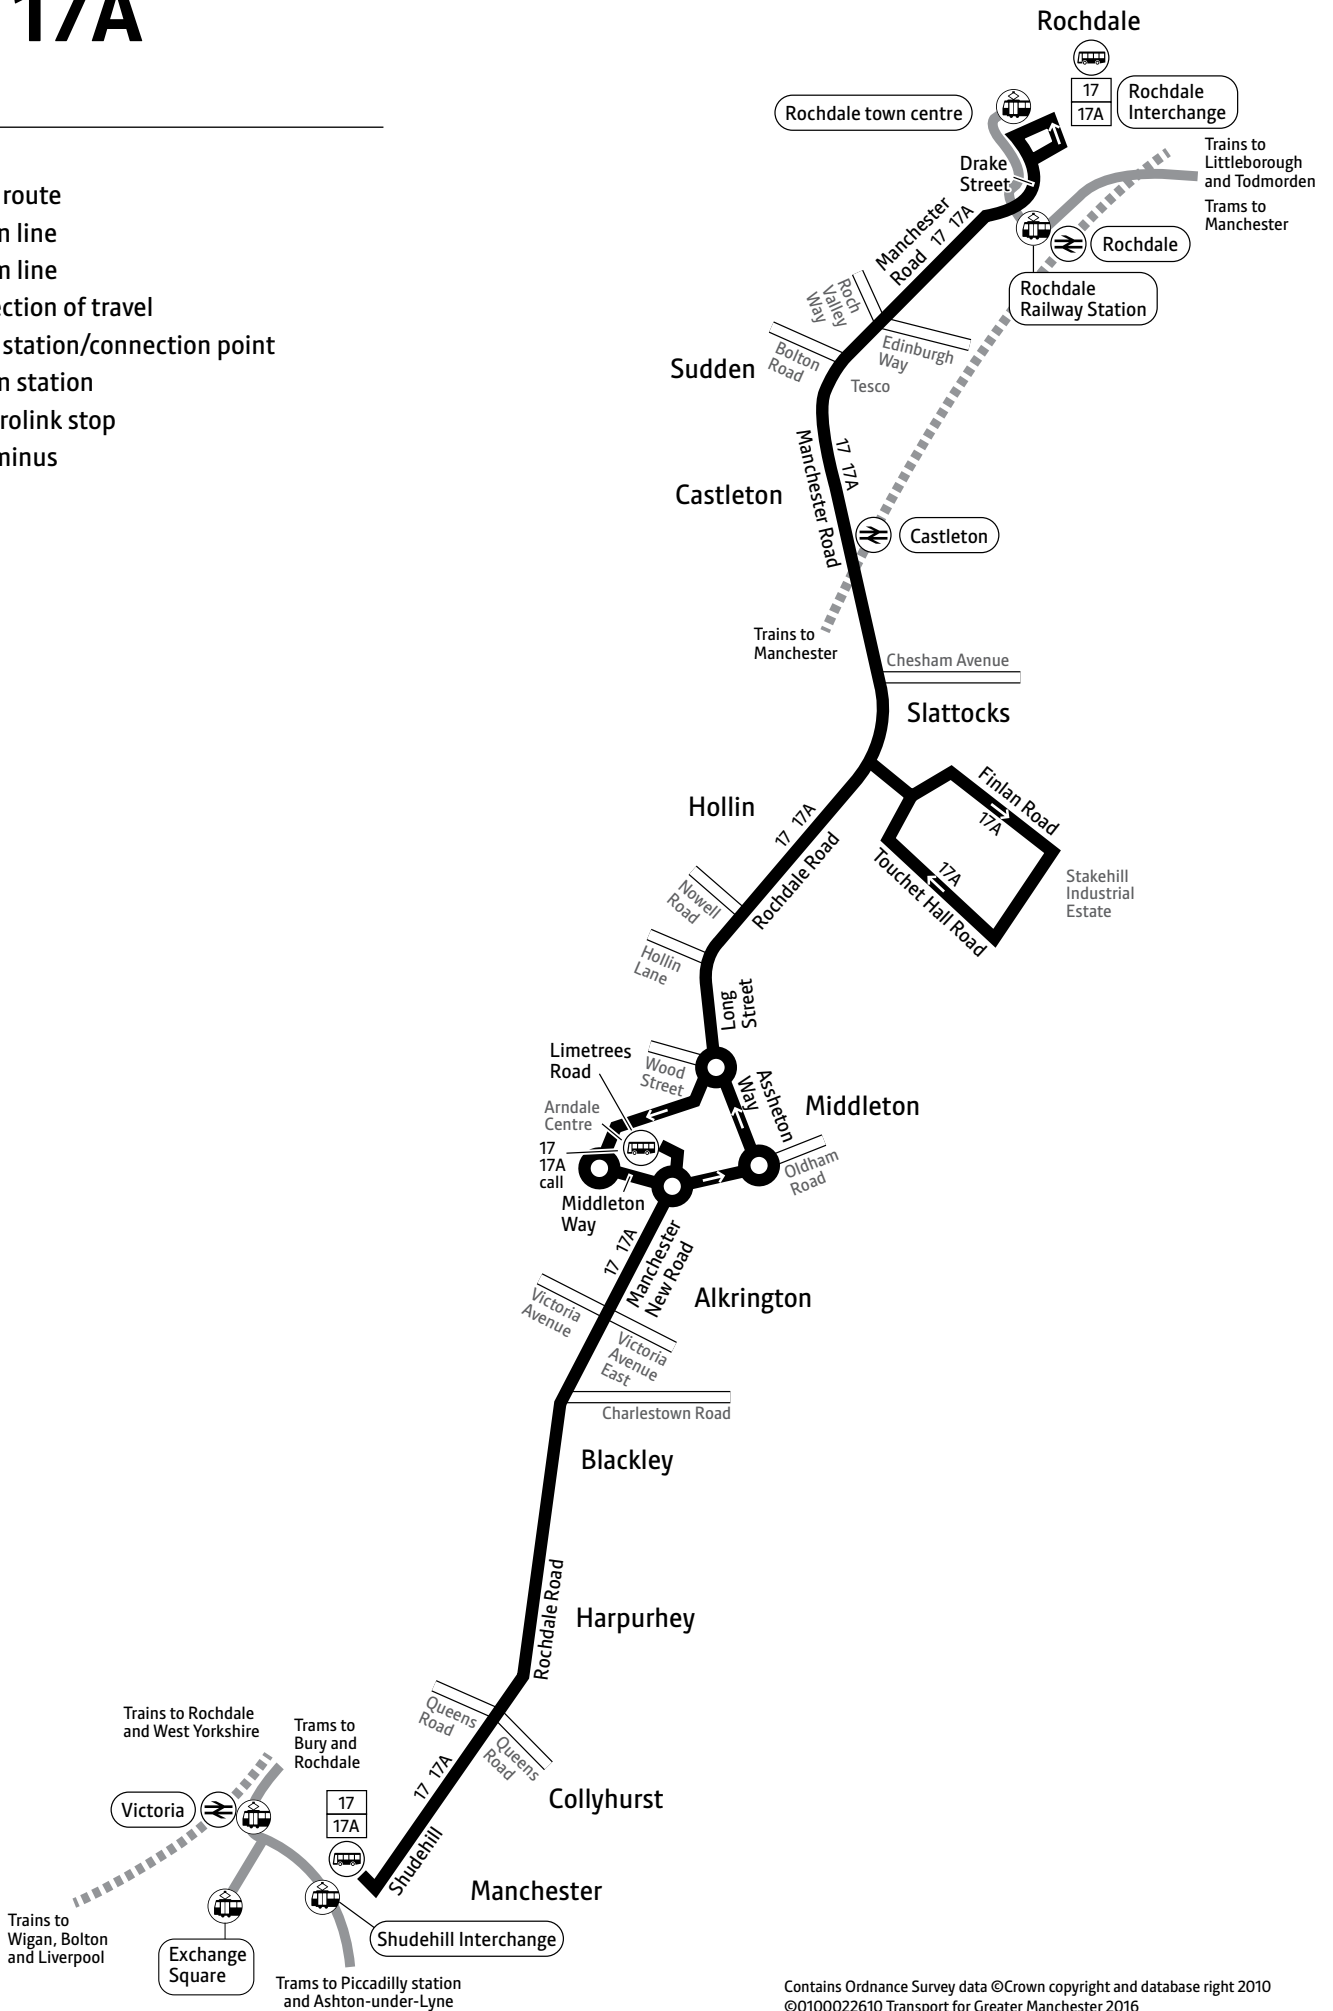 17A
Rochdale
17
17A
Rochdale
Interchange
Rochdale town centre
Trains to
Littleborough
and Todmorden
Trams to
Manchester
Drake
Street
Manchester
Road 17 17A
Rochdale
Rochdale
Railway Station
route
n line
m line
ection of travel
station/connection point
n station
rolink stop
minus
Roch
Valley
Way
Edinburgh
Way
Bolton
Road
Sudden
Tesco
17 17A
Manchester Road
Castleton
Castleton
Trains to
Manchester
Chesham Avenue
Slattocks
Finlan Road
17A
Hollin
17 17A
Rochdale Road
17A
Touchet Hall Road
Stakehill
Industrial
Estate
Nowell
Road
Hollin
Lane
Long
Street
Limetrees
Road
Wood
Street
Assheton
Way
Middleton
Arndale
Centre
17
17A
call
Oldham
Road
Middleton
Way
17 17A
Manchester
New Road
Alkrington
Victoria
Avenue
Victoria
Avenue
East
Charlestown Road
Blackley
Rochdale Road
Harpurhey
Queens
Road
Queens
Road
17 17A
Collyhurst
Trains to Rochdale
and West Yorkshire
Trams to
Bury and
Rochdale
Victoria
17
17A
Shudehill
Manchester
Trains to
Wigan, Bolton
and Liverpool
Exchange
Square
Shudehill Interchange
Trams to Piccadilly station
and Ashton-under-Lyne
Contains Ordnance Survey data ©Crown copyright and database right 2010
©0100022610 Transport for Greater Manchester 2016